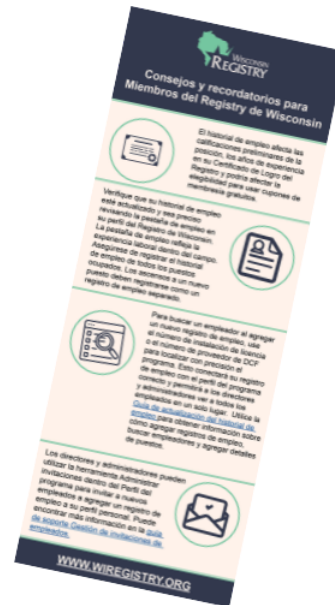 WISCONSIN
REGISTRY
Consejos y recordatorios para
Miembros del Registry de Wisconsin
El historial de empleo afecta las
calificaciones preliminares de la
posición, los años de experiencia
en su Certificado de Logro del
Registry y podría afectar la
elegibilidad para usar cupones de
membresía gratuitos.
Verifique que su historial de empleo
esté actualizado y sea preciso
revisando la pestaña de empleo en
su perfil del Registro de Wisconsin.
La pestaña de empleo refleja la
experiencia laboral dentro del campo.
Asegúrese de registrar el historial
de empleo de todos los puestos
ocupados. Los ascensos a un nuevo
puesto deben registrarse como un
registro de empleo separado.
Para buscar un empleador al agregar
un nuevo registro de empleo, use
el número de instalación de licencia
o el número de proveedor de DCF
para localizar con precisión el
programa. Esto conectará su registro
de empleo con el perfil del programa
correcto y permitirá a los directores
y administradores ver a todos los
empleados en un solo lugar. Utilice la
Guía de actualización del historial de
empleo para obtener información sobre
cómo agregar registros de empleo,
buscar empleadores y agregar detalles
de puestos.
Los directores y administradores pueden
utilizar la herramienta Administrar
invitaciones dentro del Perfil del
programa para invitar a nuevos
empleados a agregar un registro de
empleo a su perfil personal. Puede
encontrar más información en la guía
de soporte Gestión de invitaciones de
empleados.
WWW.WIREGISTRY.ORG